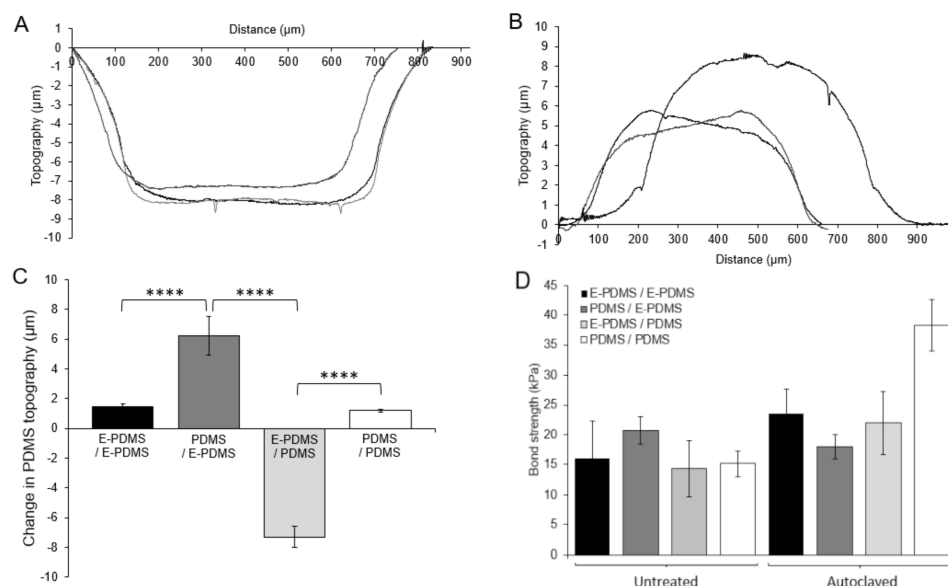 A
Distance (µm)
0 100 200 300 400 500 600 700 800 900
1
0
-1
-2
-3
-4
-5
-6
-7
-8
-9
-10
Topography (µm)
B
10
9
8
7
6
5
4
3
2
1
0
-1
Topography (µm)
0 100 200 300 400 500 600 700 800 900
Distance (µm)
C
10
8
6
4
2
0
-2
-4
-6
-8
-10
Change in PDMS topography (µm)
**** ****
****
E-PDMS
/ E-PDMS
PDMS
/ E-PDMS
E-PDMS
/ PDMS
PDMS
/ PDMS
D
E-PDMS / E-PDMS
PDMS / E-PDMS
E-PDMS / PDMS
PDMS / PDMS
45
40
35
30
25
20
15
10
5
0
Bond strength (kPa)
Untreated Autoclaved